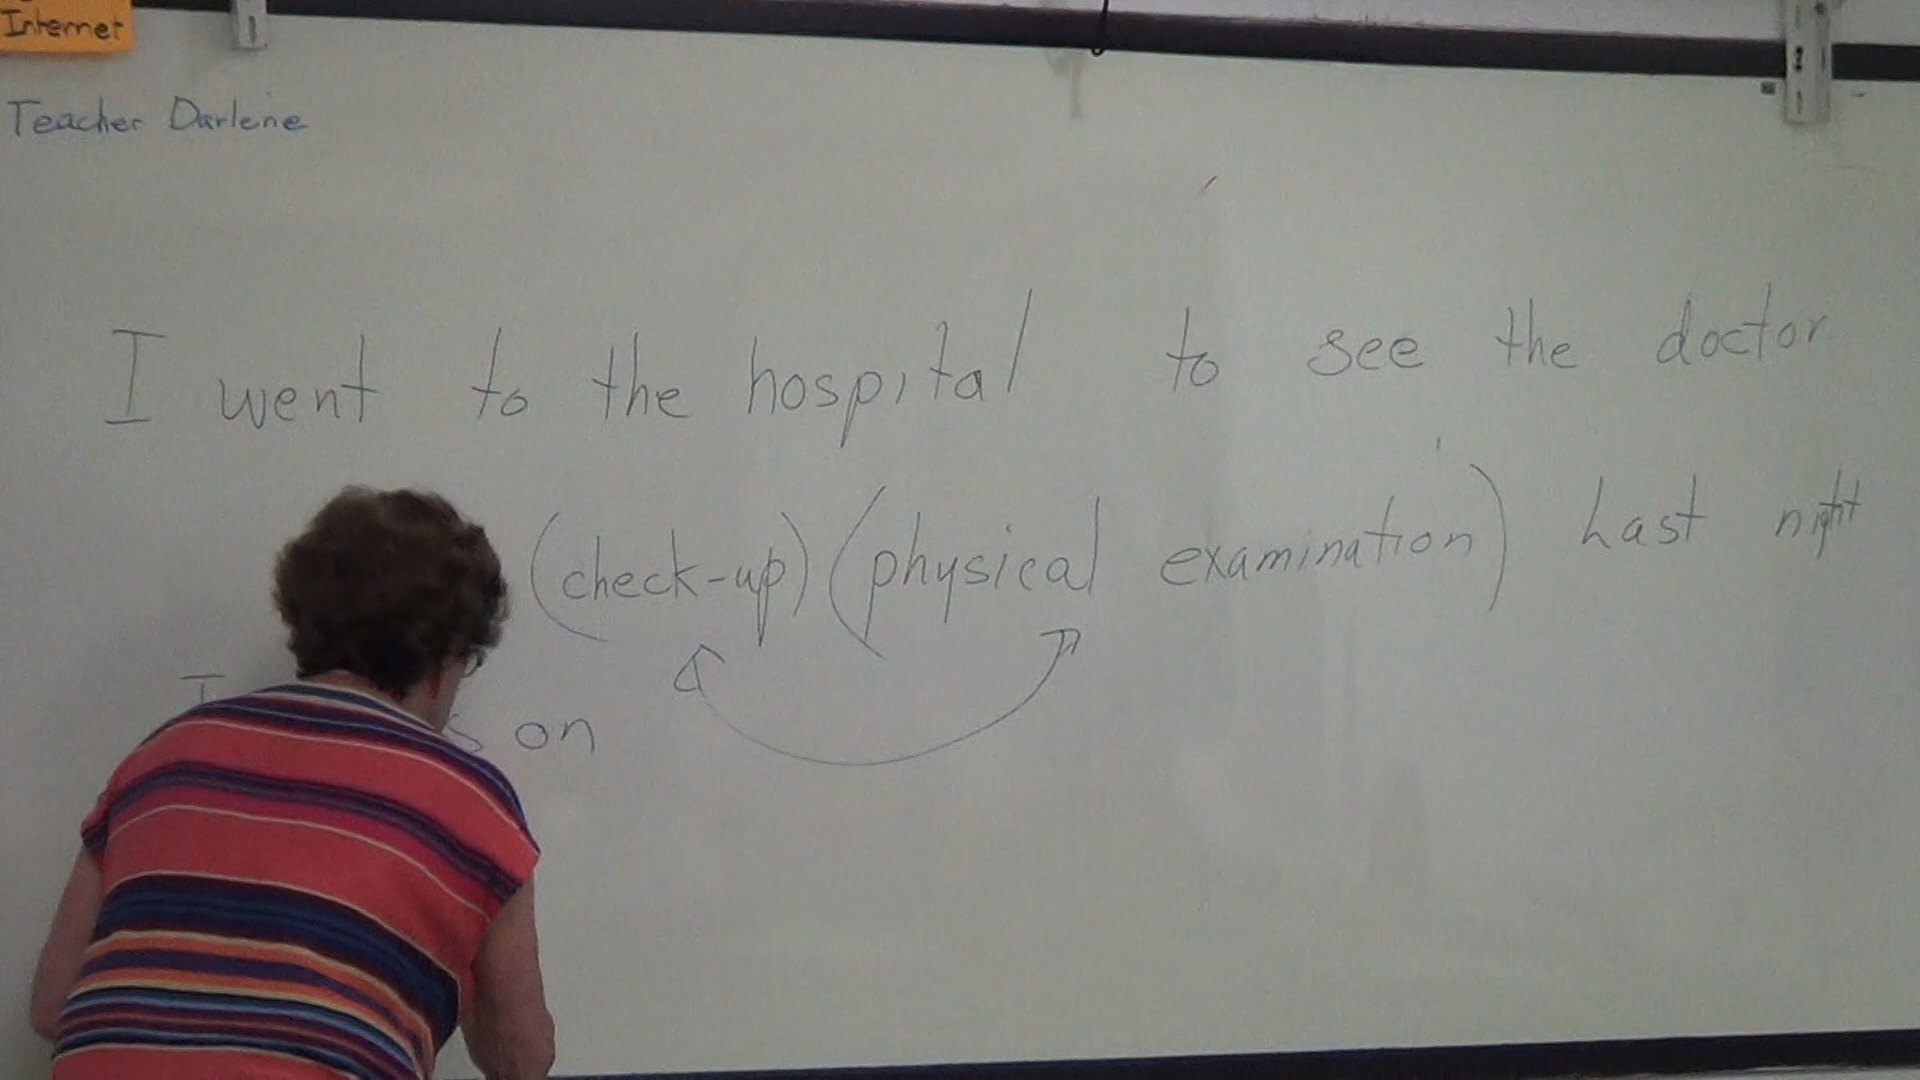 Internet
Teacher Darlene
I went to the hospital to see the doctor
(check-up) (physical examination) Last night
on